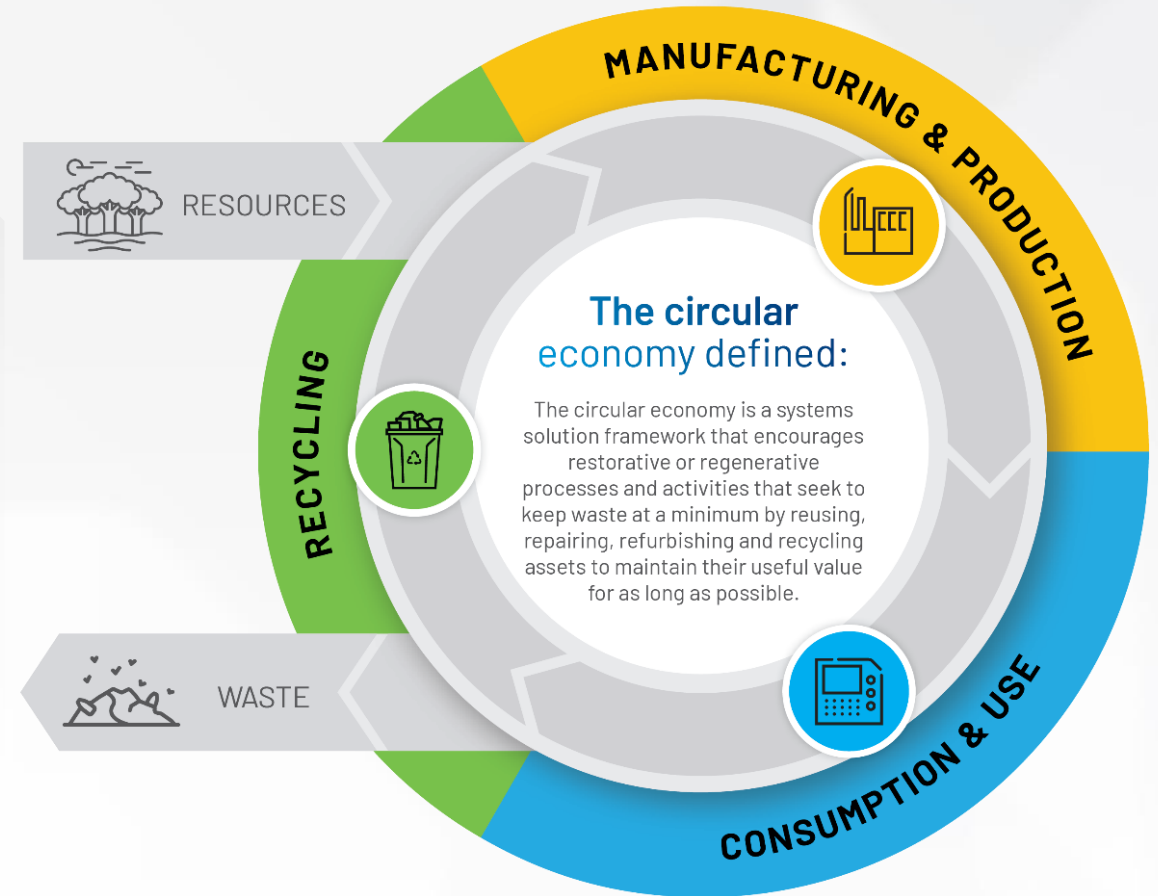 MANUFACTURING & PRODUCTION
RESOURCES
The circular
economy defined:
The circular economy is a systems
solution framework that encourages
restorative or regenerative
processes and activities that seek to
keep waste at a minimum by reusing,
repairing, refurbishing and recycling
assets to maintain their useful value
for as long as possible.
RECYCLING
WASTE
CONSUMPTION & USE